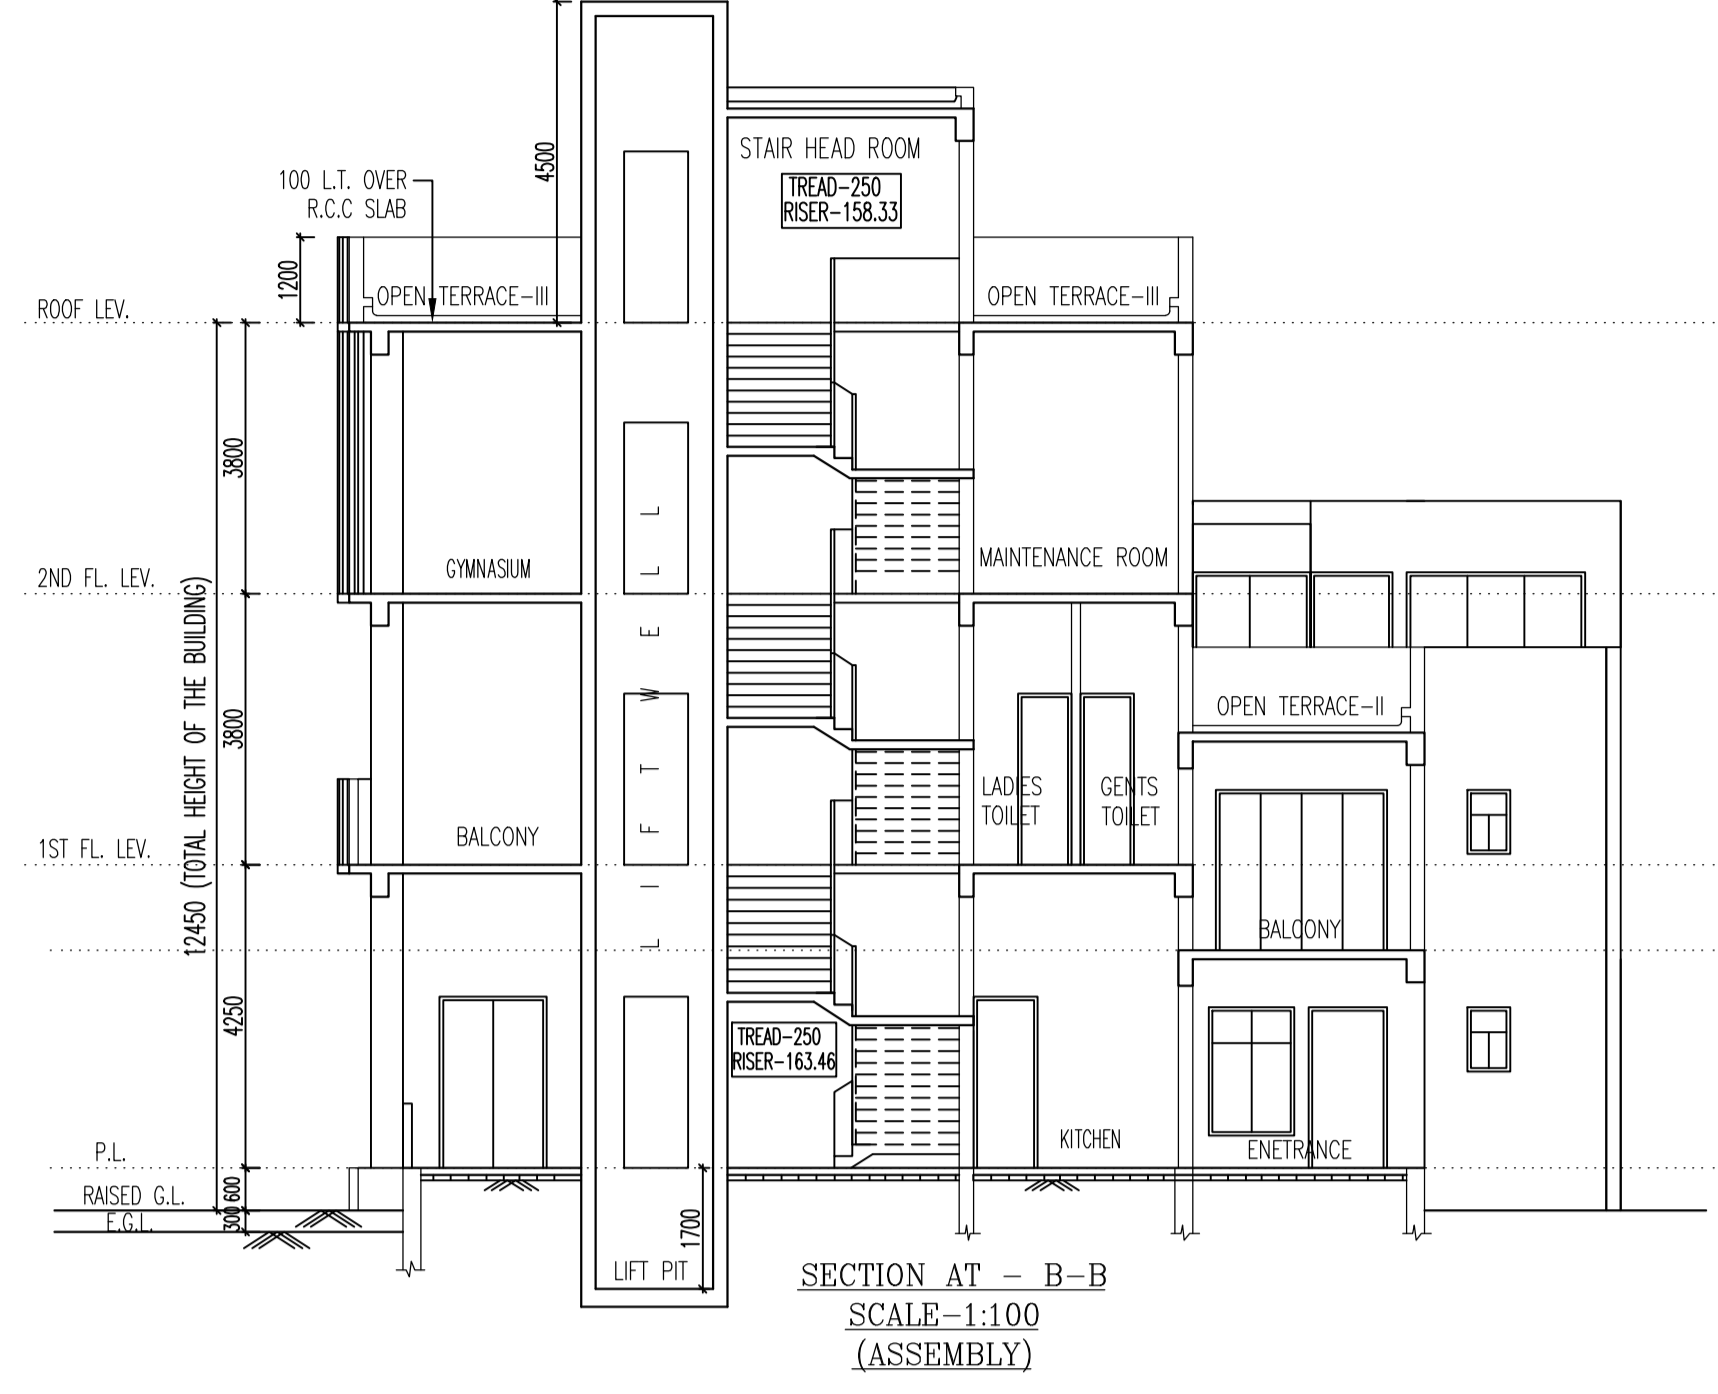 4500
STAIR HEAD ROOM
TREAD-250
RISER-158.33
100 L.T. OVER
R.C.C SLAB
1200
OPEN TERRACE-III
OPEN TERRACE-III
ROOF LEV.
3800
GYMNASIUM
MAINTENANCE ROOM
2ND FL. LEV.
12450 (TOTAL HEIGHT OF THE BUILDING)
3800
LIFT WELL
OPEN TERRACE-II
LADIES
TOILET
GENTS
TOILET
BALCONY
1ST FL. LEV.
BALCONY
4250
TREAD-250
RISER-163.46
KITCHEN
ENETRANCE
P.L.
RAISED G.L.
600
E.G.L.
300
1700
LIFT PIT
SECTION AT - B-B
SCALE-1:100
(ASSEMBLY)